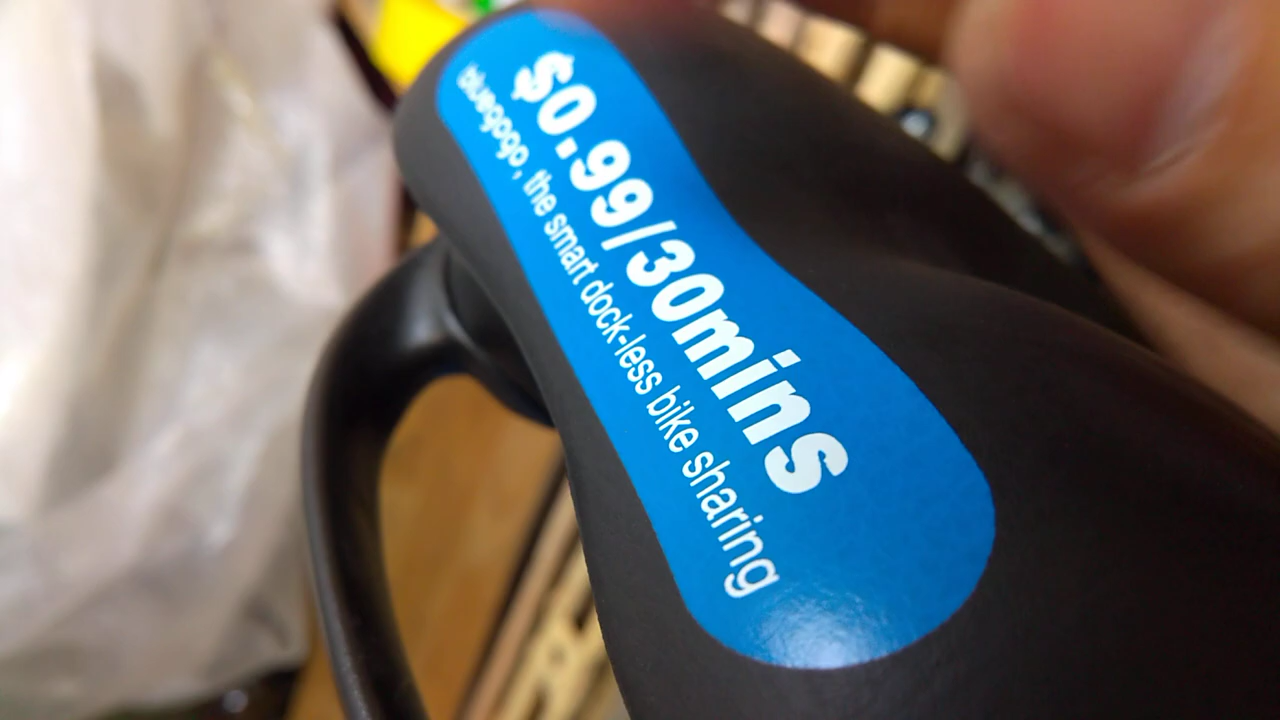 $0.99/30mins
bluegogo, the smart dock-less bike sharing